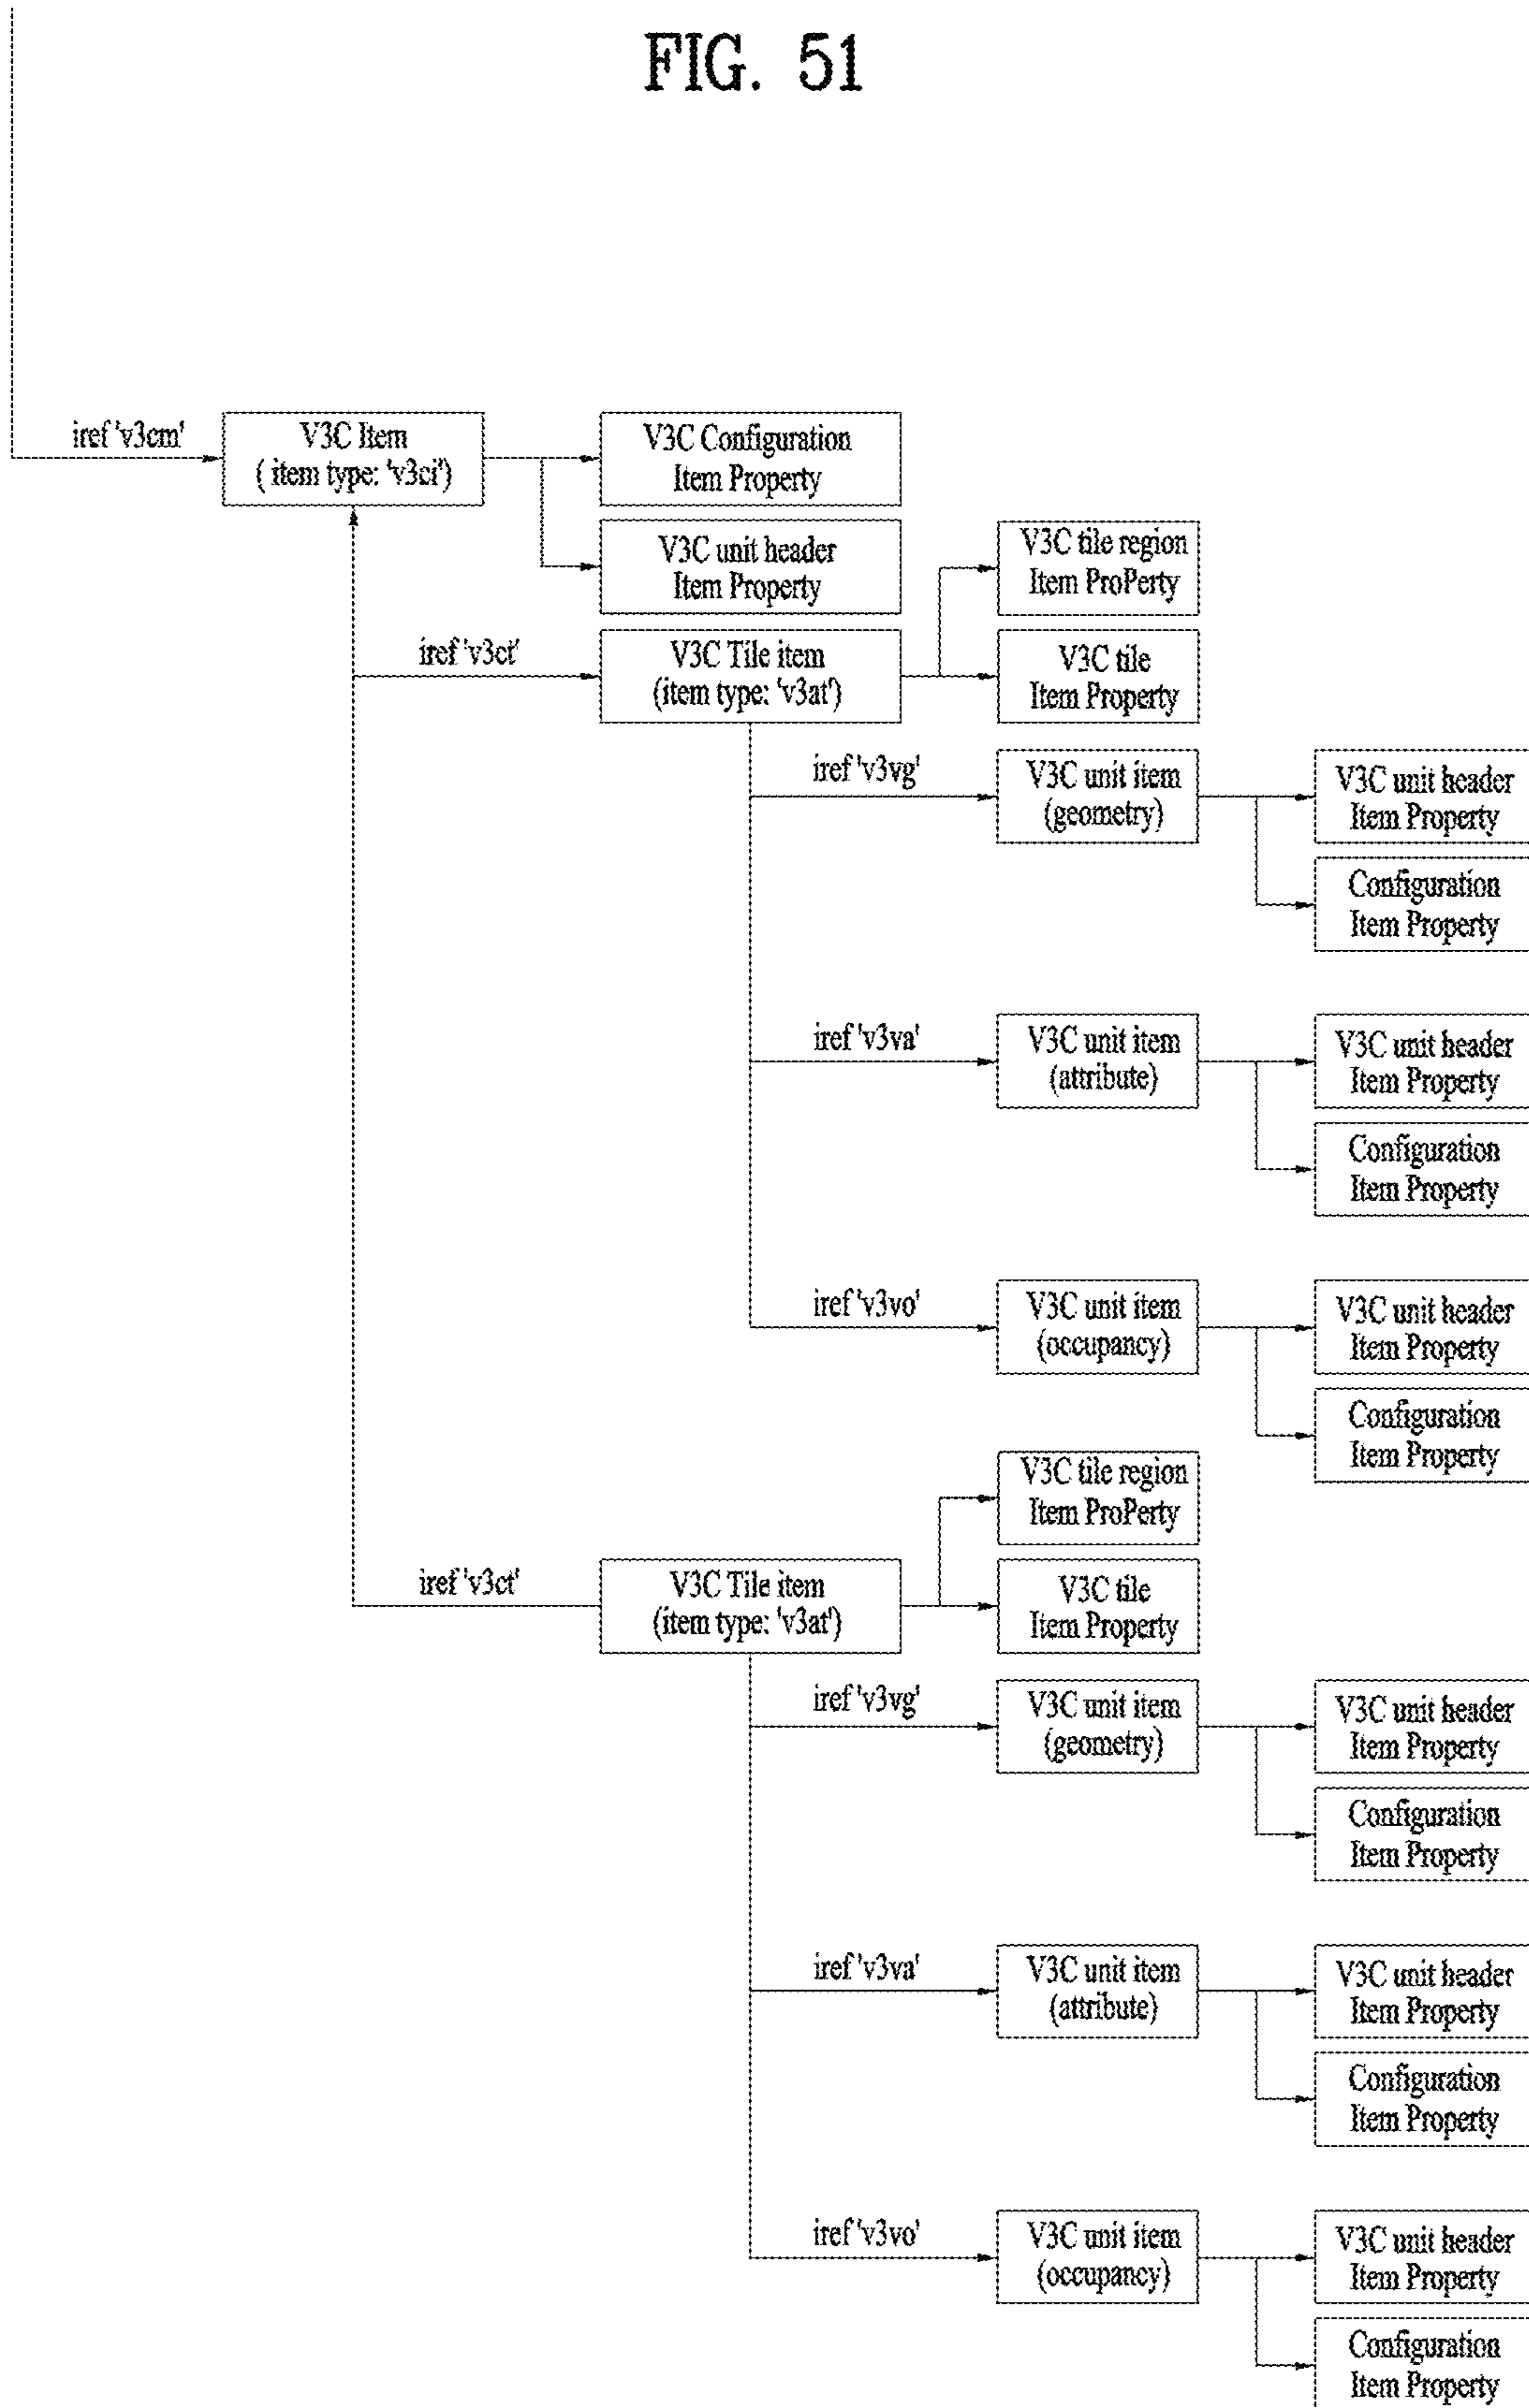 FIG. 51
iref 'v3cm'
V3C Item
( item type: 'v3ci')
V3C Configuration
Item Property
V3C unit header
Item Property
iref 'v3ct'
V3C Tile item
(item type: 'v3at')
V3C tile region
Item ProPerty
V3C tile
Item Property
iref 'v3vg'
V3C unit item
(geometry)
V3C unit header
Item Property
Configuration
Item Property
iref 'v3va'
V3C unit item
(attribute)
V3C unit header
Item Property
Configuration
Item Property
iref 'v3vo'
V3C unit item
(occupancy)
V3C unit header
Item Property
Configuration
Item Property
iref 'v3ct'
V3C Tile item
(item type: 'v3at')
V3C tile region
Item ProPerty
V3C tile
Item Property
iref 'v3vg'
V3C unit item
(geometry)
V3C unit header
Item Property
Configuration
Item Property
iref 'v3va'
V3C unit item
(attribute)
V3C unit header
Item Property
Configuration
Item Property
iref 'v3vo'
V3C unit item
(occupancy)
V3C unit header
Item Property
Configuration
Item Property